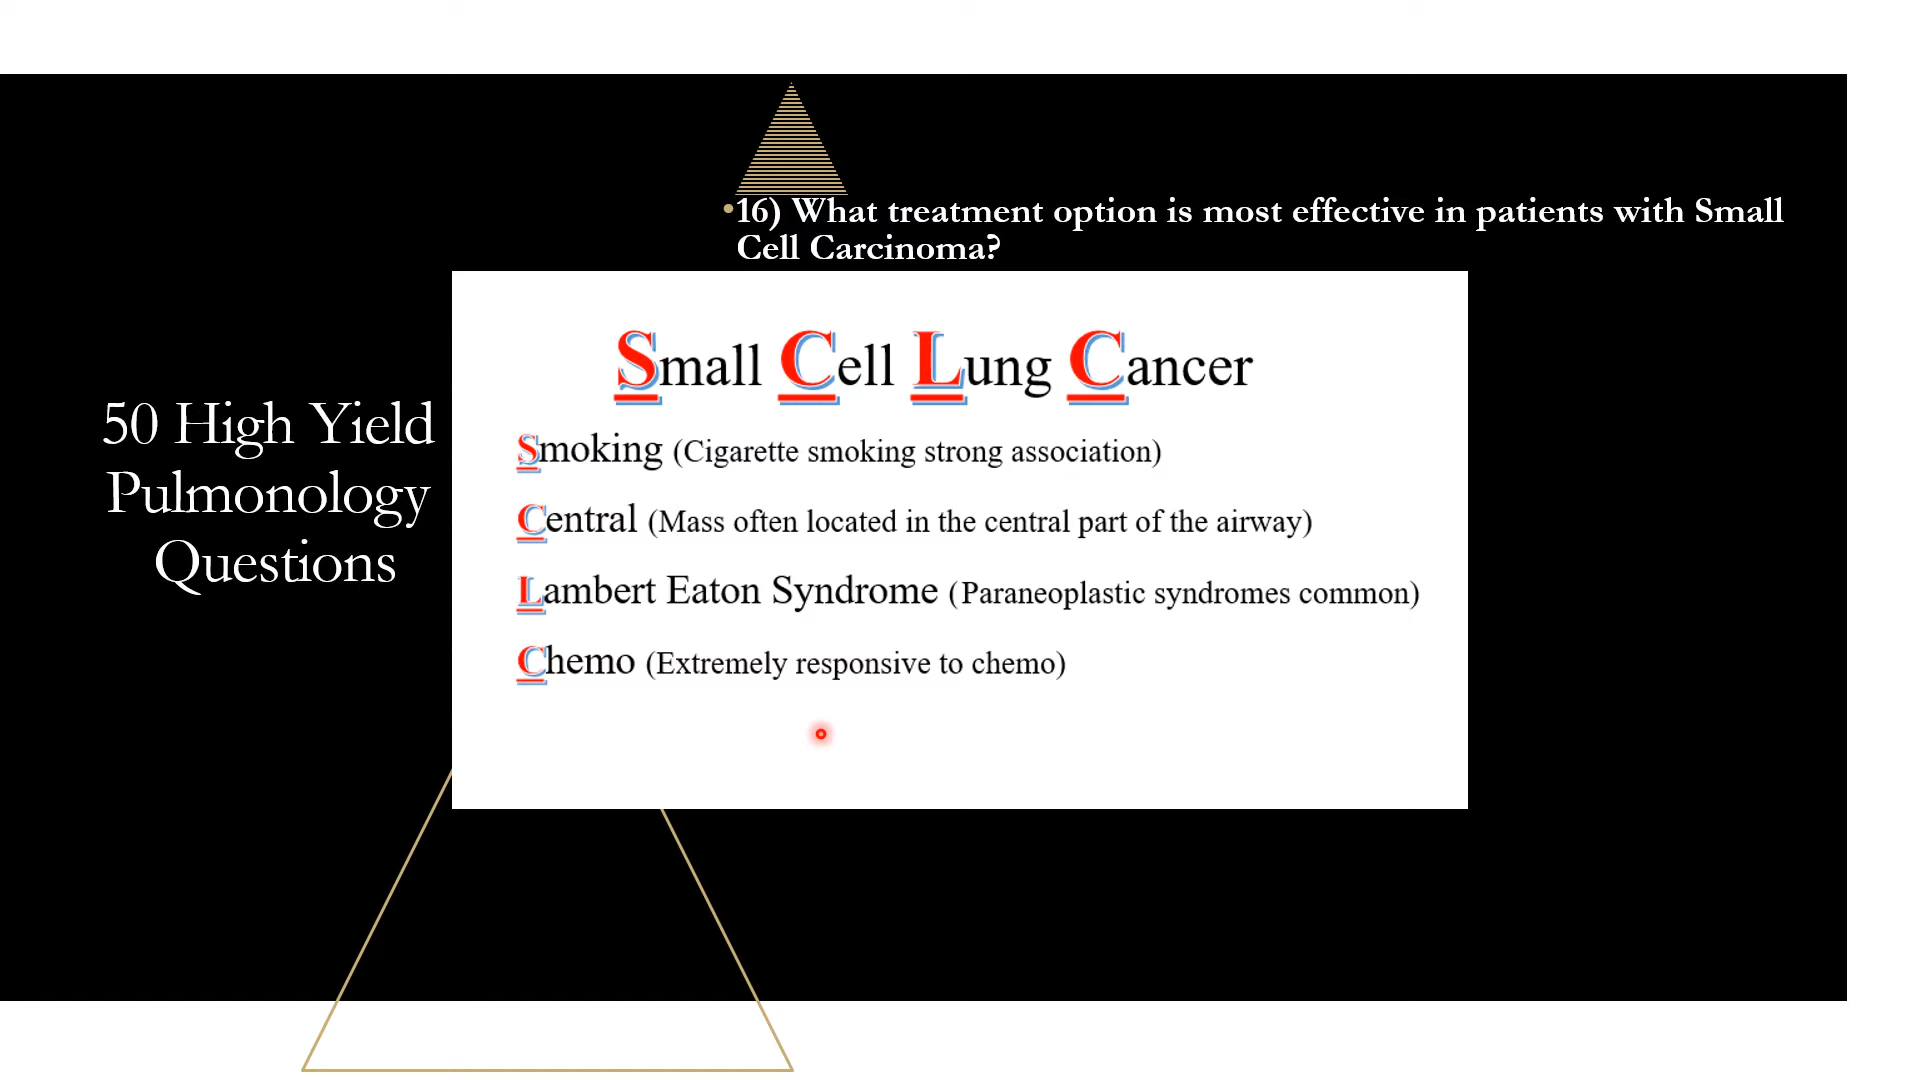 •16) What treatment option is most effective in patients with Small
Cell Carcinoma?
50 High Yield
Pulmonology
Questions
Small Cell Lung Cancer
Smoking (Cigarette smoking strong association)
Central (Mass often located in the central part of the airway)
Lambert Eaton Syndrome (Paraneoplastic syndromes common)
Chemo (Extremely responsive to chemo)